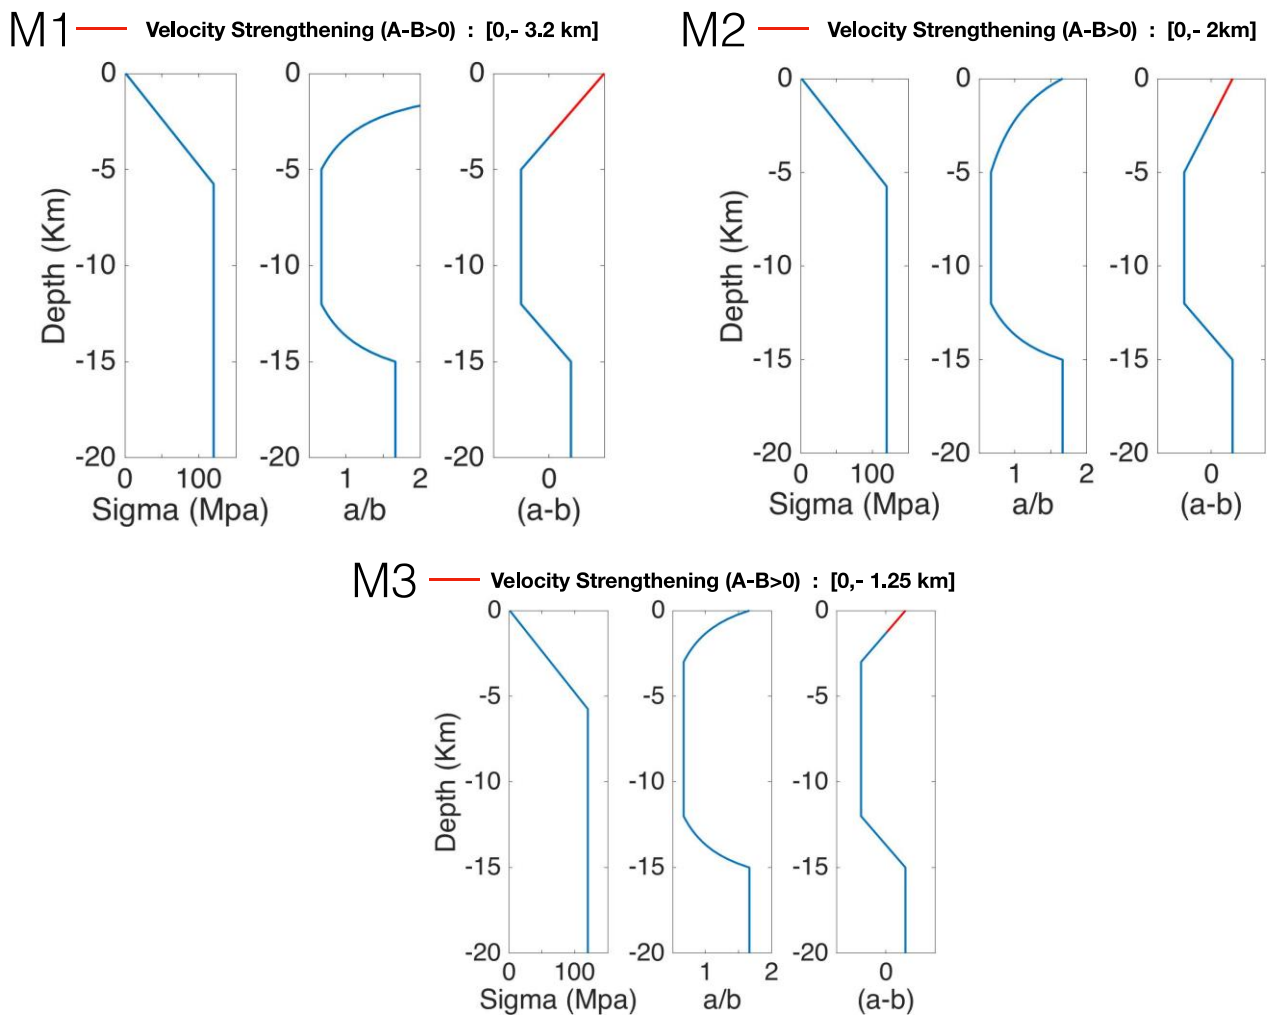 M1 Velocity Strengthening (A-B>0) : [0,- 3.2 km]
0 0 0
-5 -5 -5
-10 -10 -10
-15 -15 -15
-20 -20 -20
Depth (Km)
0 100 1 2 0
Sigma (Mpa) a/b (a-b)
M2 Velocity Strengthening (A-B>0) : [0,- 2km]
0 0 0
-5 -5 -5
-10 -10 -10
-15 -15 -15
-20 -20 -20
Depth (Km)
0 100 1 2 0
Sigma (Mpa) a/b (a-b)
M3 Velocity Strengthening (A-B>0) : [0,- 1.25 km]
0 0 0
-5 -5 -5
-10 -10 -10
-15 -15 -15
-20 -20 -20
Depth (Km)
0 100 1 2 0
Sigma (Mpa) a/b (a-b)